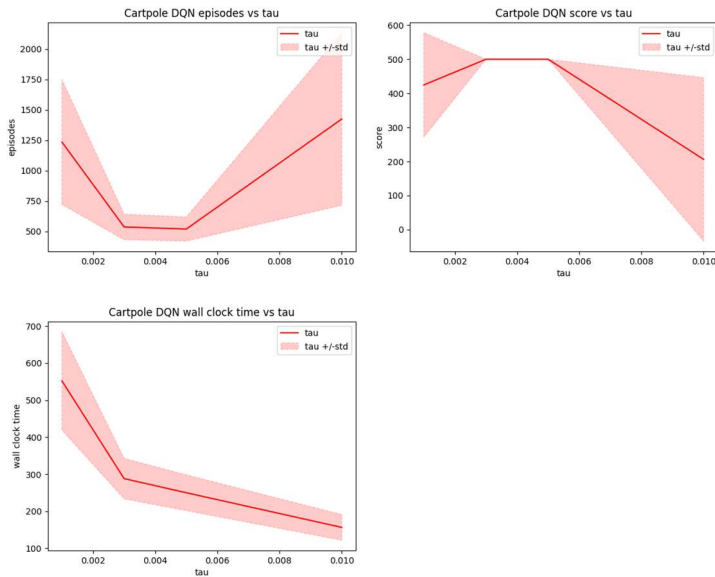 Cartpole DQN episodes vs tau
tau
tau +/-std
2000
1750
1500
1250
1000
750
500
episodes
0.002
0.004
0.006
0.008
0.010
tau
Cartpole DQN score vs tau
tau
tau +/-std
600
500
400
300
200
100
0
score
0.002
0.004
0.006
0.008
0.010
tau
Cartpole DQN wall clock time vs tau
tau
tau +/-std
700
600
500
400
300
200
100
wall clock time
0.002
0.004
0.006
0.008
0.010
tau